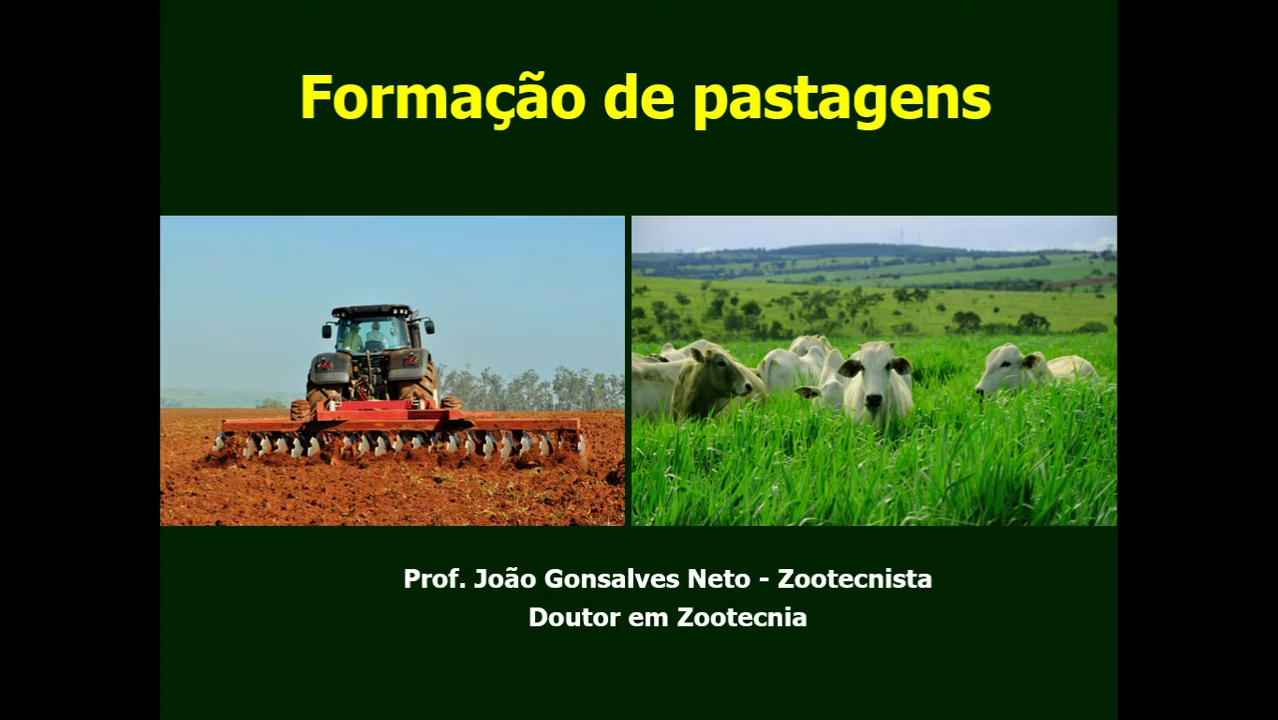 Formação de pastagens
Prof. João Gonsalves Neto - Zootecnista
Doutor em Zootecnia